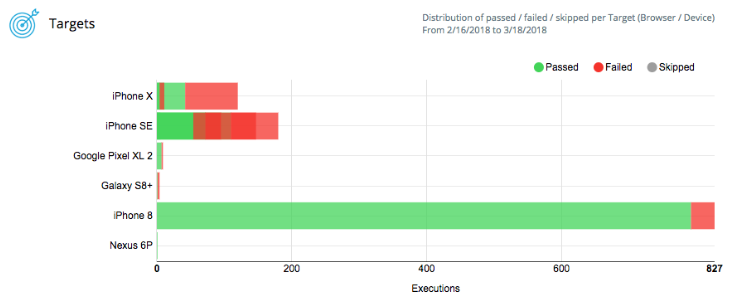 Targets
Distribution of passed / failed / skipped per Target (Browser / Device)
From 2/16/2018 to 3/18/2018
Passed Failed Skipped
iPhone X
iPhone SE
Google Pixel XL 2
Galaxy S8+
iPhone 8
Nexus 6P
0 200 400 600 827
Executions